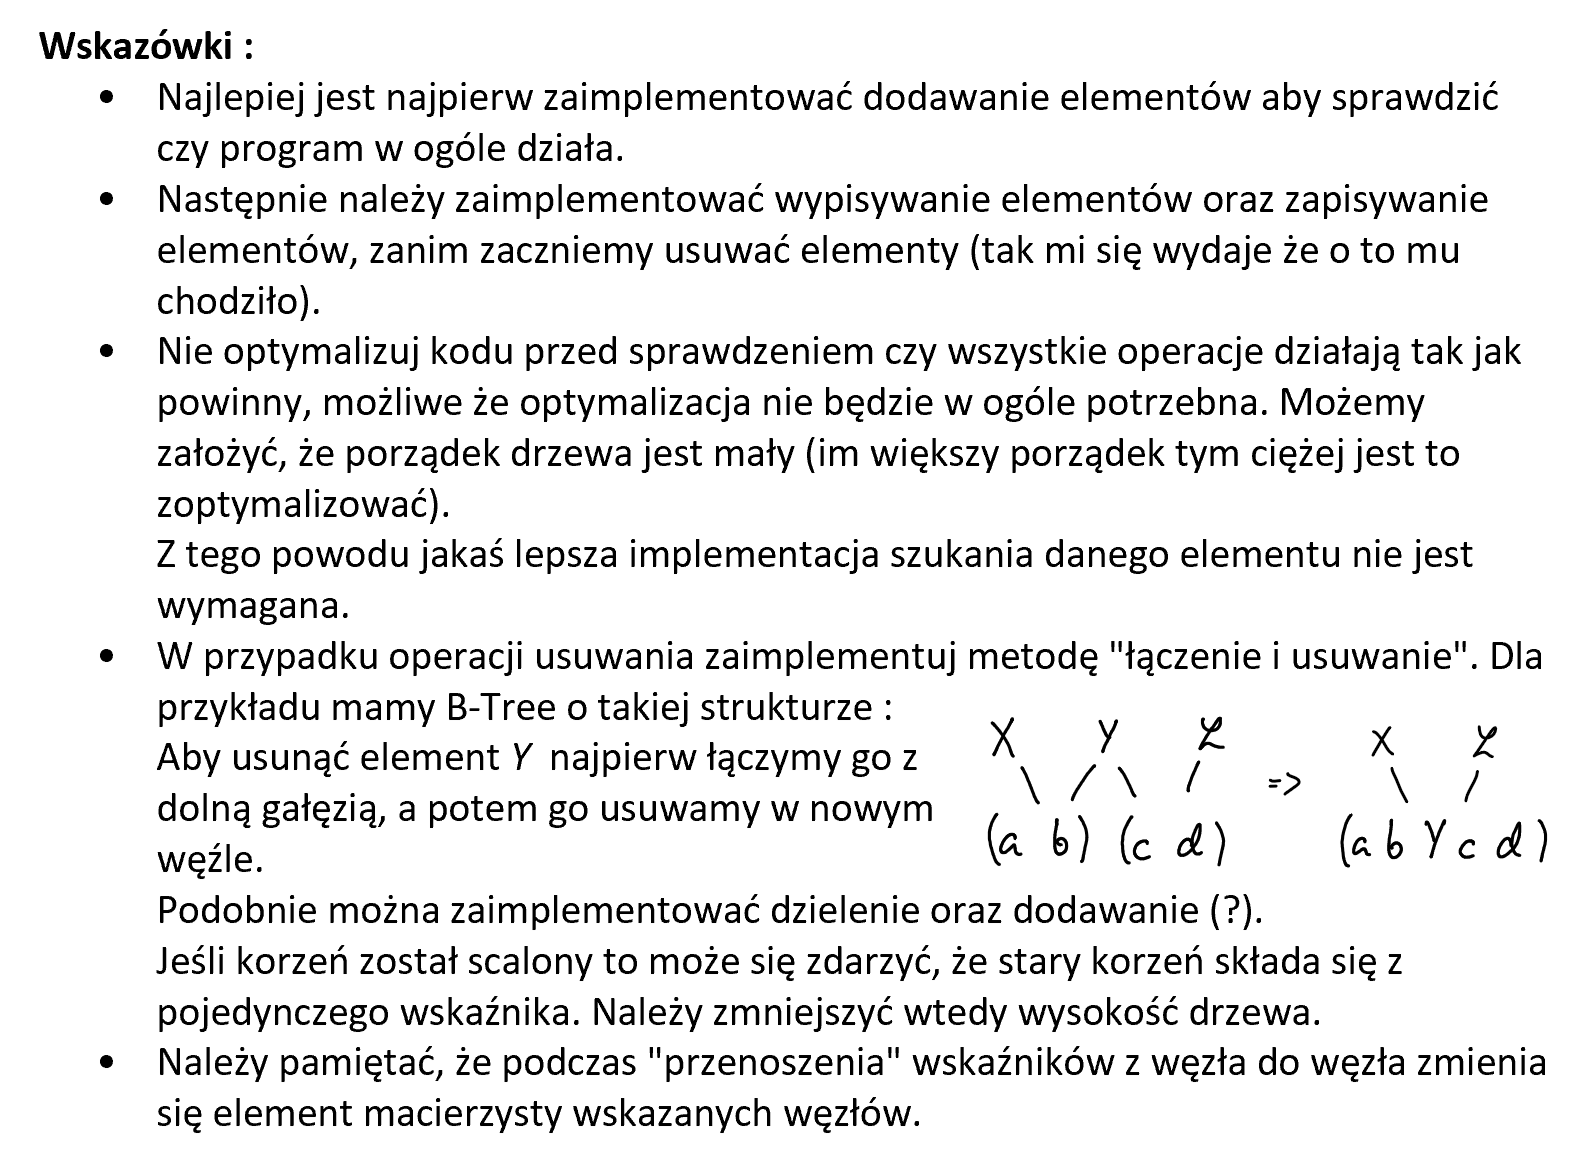 Wskazówki :
• Najlepiej jest najpierw zaimplementować dodawanie elementów aby sprawdzić
czy program w ogóle działa.
• Następnie należy zaimplementować wypisywanie elementów oraz zapisywanie
elementów, zanim zaczniemy usuwać elementy (tak mi się wydaje że o to mu
chodziło).
• Nie optymalizuj kodu przed sprawdzeniem czy wszystkie operacje działają tak jak
powinny, możliwe że optymalizacja nie będzie w ogóle potrzebna. Możemy
założyć, że porządek drzewa jest mały (im większy porządek tym ciężej jest to
zoptymalizować).
Z tego powodu jakaś lepsza implementacja szukania danego elementu nie jest
wymagana.
• W przypadku operacji usuwania zaimplementuj metodę "łączenie i usuwanie". Dla
przykładu mamy B-Tree o takiej strukturze :
Aby usunąć element Y najpierw łączymy go z
dolną gałęzią, a potem go usuwamy w nowym
węźle.
X Y Z => X Z
(a b) (c d) (a b Y c d)
Podobnie można zaimplementować dzielenie oraz dodawanie (?).
Jeśli korzeń został scalony to może się zdarzyć, że stary korzeń składa się z
pojedynczego wskaźnika. Należy zmniejszyć wtedy wysokość drzewa.
• Należy pamiętać, że podczas "przenoszenia" wskaźników z węzła do węzła zmienia
się element macierzysty wskazanych węzłów.